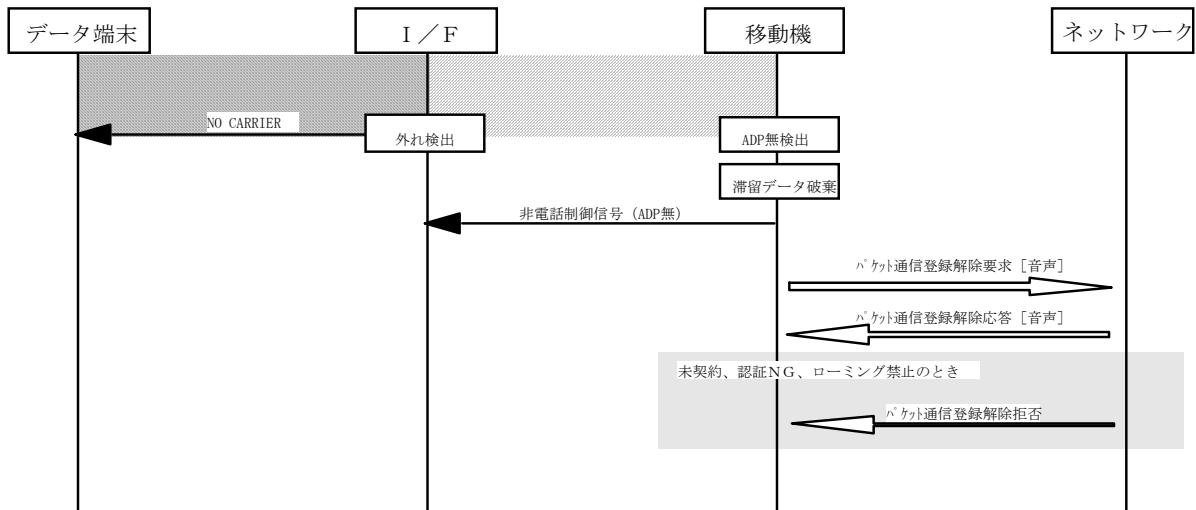 データ端末
Ｉ／Ｆ
移動機
ネットワーク
NO CARRIER
外れ検出
ADP無検出
滞留データ破棄
非電話制御信号（ADP無）
ﾊﾟｹｯﾄ通信登録解除要求［音声］
ﾊﾟｹｯﾄ通信登録解除応答［音声］
未契約、認証ＮＧ、ローミング禁止のとき
ﾊﾟｹｯﾄ通信登録解除拒否